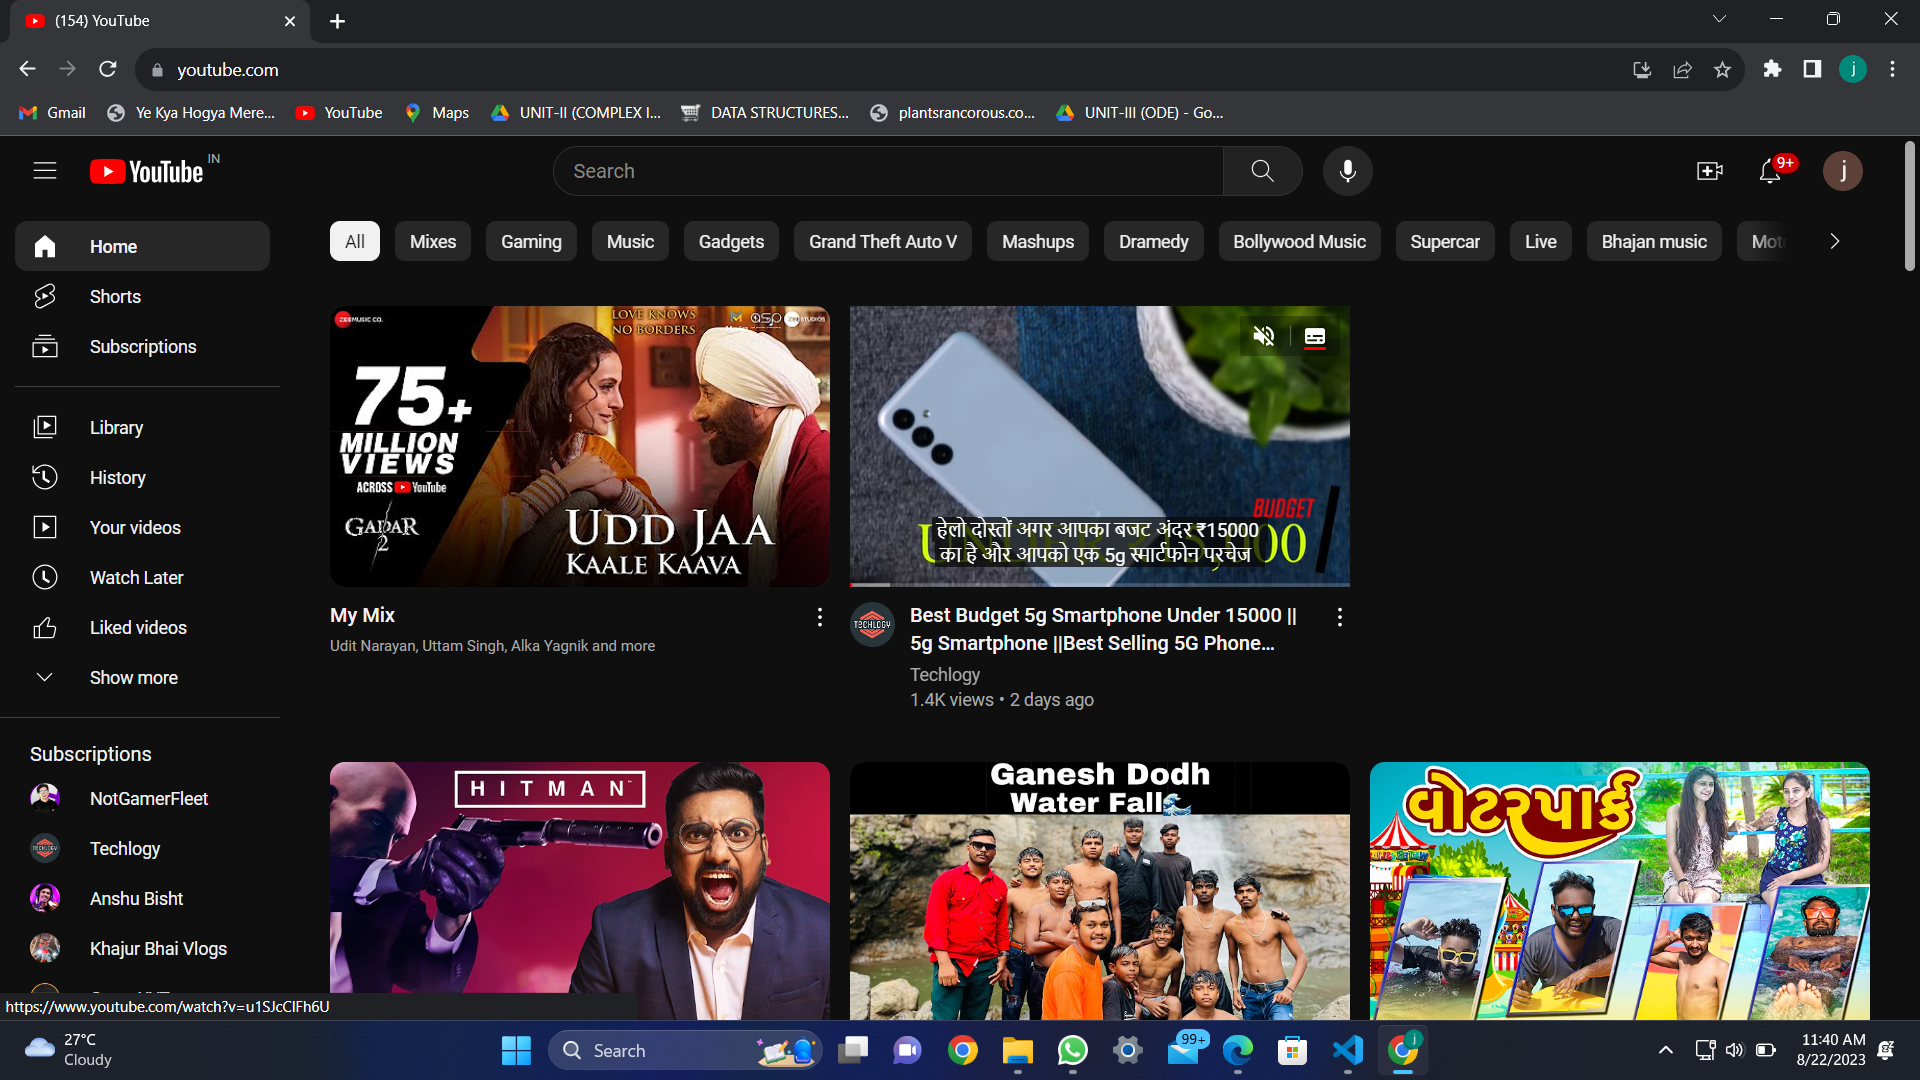 (154) YouTube
youtube.com
Gmail
Ye Kya Hogya Mere...
YouTube
Maps
UNIT-II (COMPLEX I...
DATA STRUCTURES...
plantsrancorous.co...
UNIT-III (ODE) - Go...
YouTube IN
Search
9+
j
Home
Shorts
Subscriptions
Library
History
Your videos
Watch Later
Liked videos
Show more
Subscriptions
NotGamerFleet
Techlogy
Anshu Bisht
Khajur Bhai Vlogs
All
Mixes
Gaming
Music
Gadgets
Grand Theft Auto V
Mashups
Dramedy
Bollywood Music
Supercar
Live
Bhajan music
ZEE MUSIC CO.
LOVE KNOWS
NO BORDERS
75+
MILLION
VIEWS
ACROSS YouTube
GADAR
2
UDD JAA
KAALE KAAVA
My Mix
Udit Narayan, Uttam Singh, Alka Yagnik and more
BUDGET
हेलो दोस्तों अगर आपका बजट अंदर ₹15000
का है और आपको एक 5g स्मार्टफोन परचेज
TECHLOGY
Best Budget 5g Smartphone Under 15000 ||
5g Smartphone ||Best Selling 5G Phone...
Techlogy
1.4K views • 2 days ago
HITMAN™
Ganesh Dodh
Water Fall
વોટરપાર્ક
https://www.youtube.com/watch?v=u1SJcClFh6U
27°C
Cloudy
Search
99+
j
11:40 AM
8/22/2023